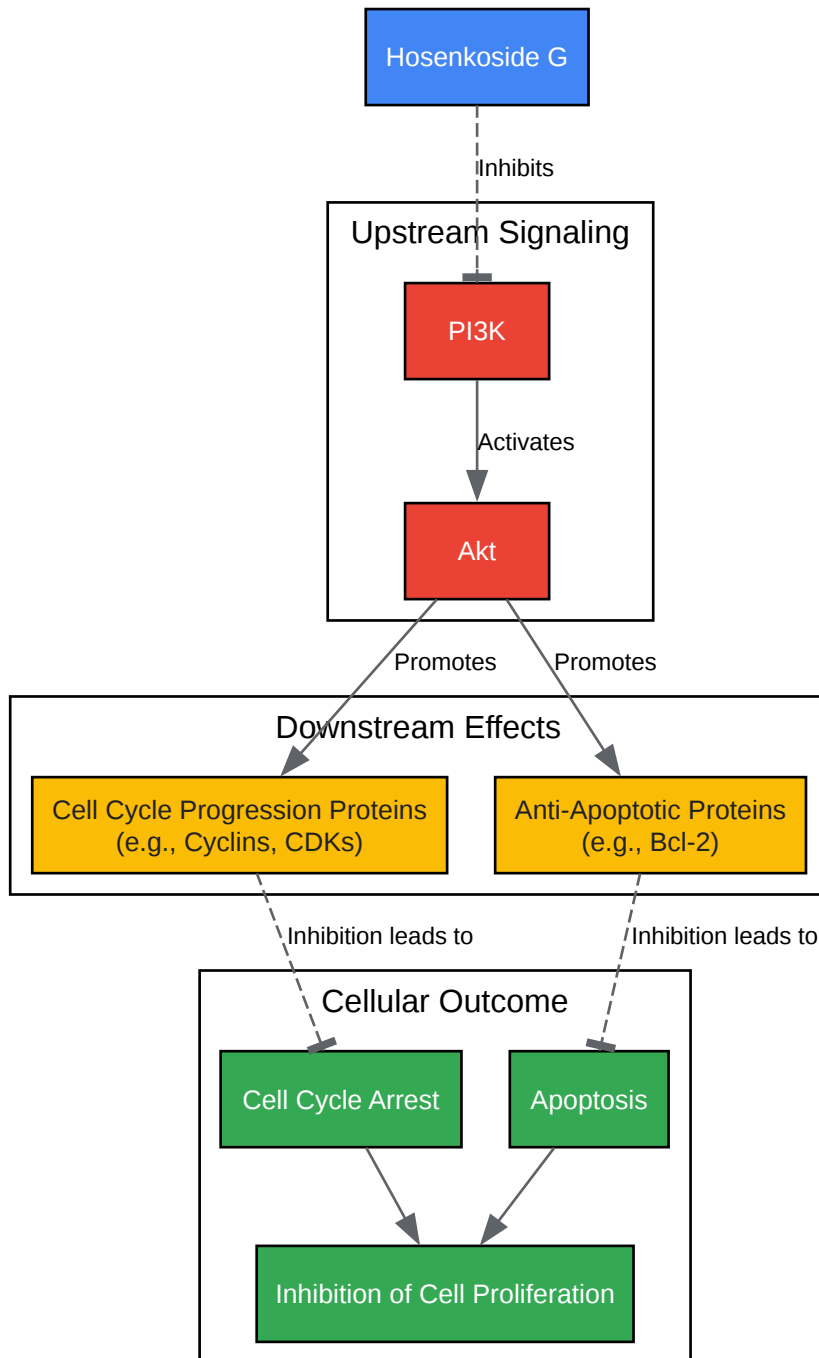 Hosenkoside G
Inhibits
Upstream Signaling
PI3K
Activates
Akt
Promotes
Promotes
Downstream Effects
Cell Cycle Progression Proteins
(e.g., Cyclins, CDKs)
Anti-Apoptotic Proteins
(e.g., Bcl-2)
Inhibition leads to
Inhibition leads to
Cellular Outcome
Cell Cycle Arrest
Apoptosis
Inhibition of Cell Proliferation